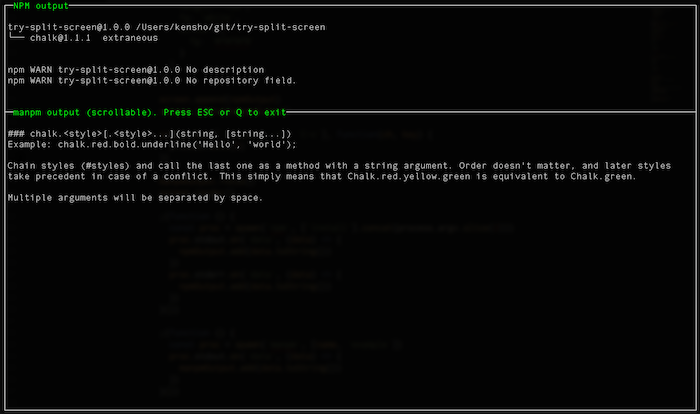 NPM output
try-split-screen@1.0.0 /Users/kensho/git/try-split-screen
└── chalk@1.1.1  extraneous
npm WARN try-split-screen@1.0.0 No description
npm WARN try-split-screen@1.0.0 No repository field.
manpm output (scrollable). Press ESC or Q to exit
### chalk.<style>[.<style>...](string, [string...])
Example: chalk.red.bold.underline('Hello', 'world');
Chain styles (#styles) and call the last one as a method with a string argument. Order doesn't matter, and later styles
take precedent in case of a conflict. This simply means that Chalk.red.yellow.green is equivalent to Chalk.green.
Multiple arguments will be separated by space.